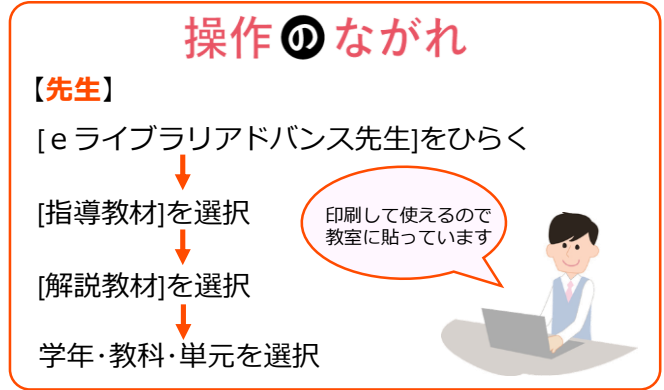 操作のながれ
【先生】
[ｅライブラリアドバンス先生]をひらく
[指導教材]を選択
[解説教材]を選択
学年･教科･単元を選択
印刷して使えるので
教室に貼っています